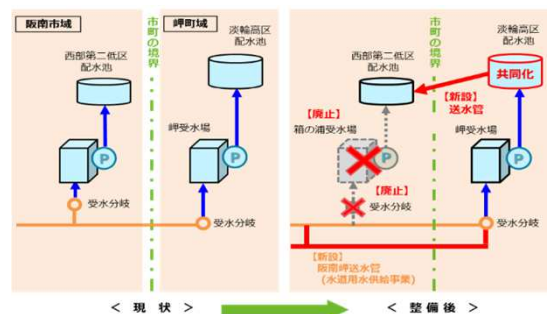 阪南市域
市町の境界
岬町域
西部第二低区
配水池
淡輪高区
配水池
岬受水場
P
P
受水分岐
受水分岐
< 現 状 >
市町の境界
西部第二低区
配水池
淡輪高区
配水池
共同化
【新設】
送水管
【廃止】
箱の浦受水場
岬受水場
P
P
【廃止】
受水分岐
受水分岐
【新設】
阪南岬送水管
(水道用水供給事業)
< 整備後 >